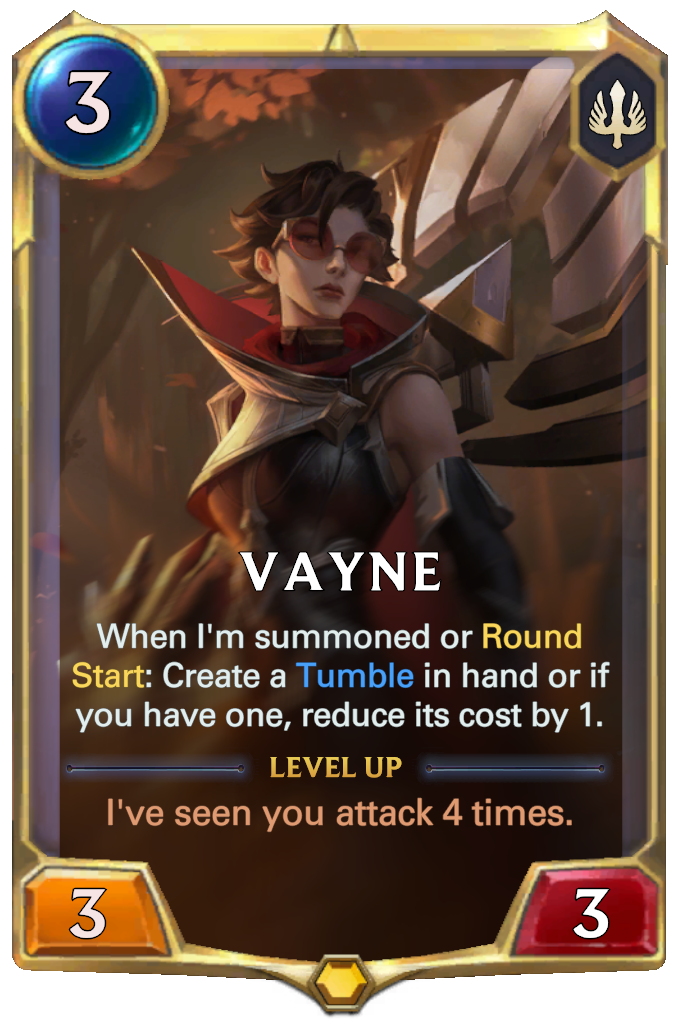 3
VAYNE
When I'm summoned or Round
Start: Create a Tumble in hand or if
you have one, reduce its cost by 1.
LEVEL UP
I've seen you attack 4 times.
3
3